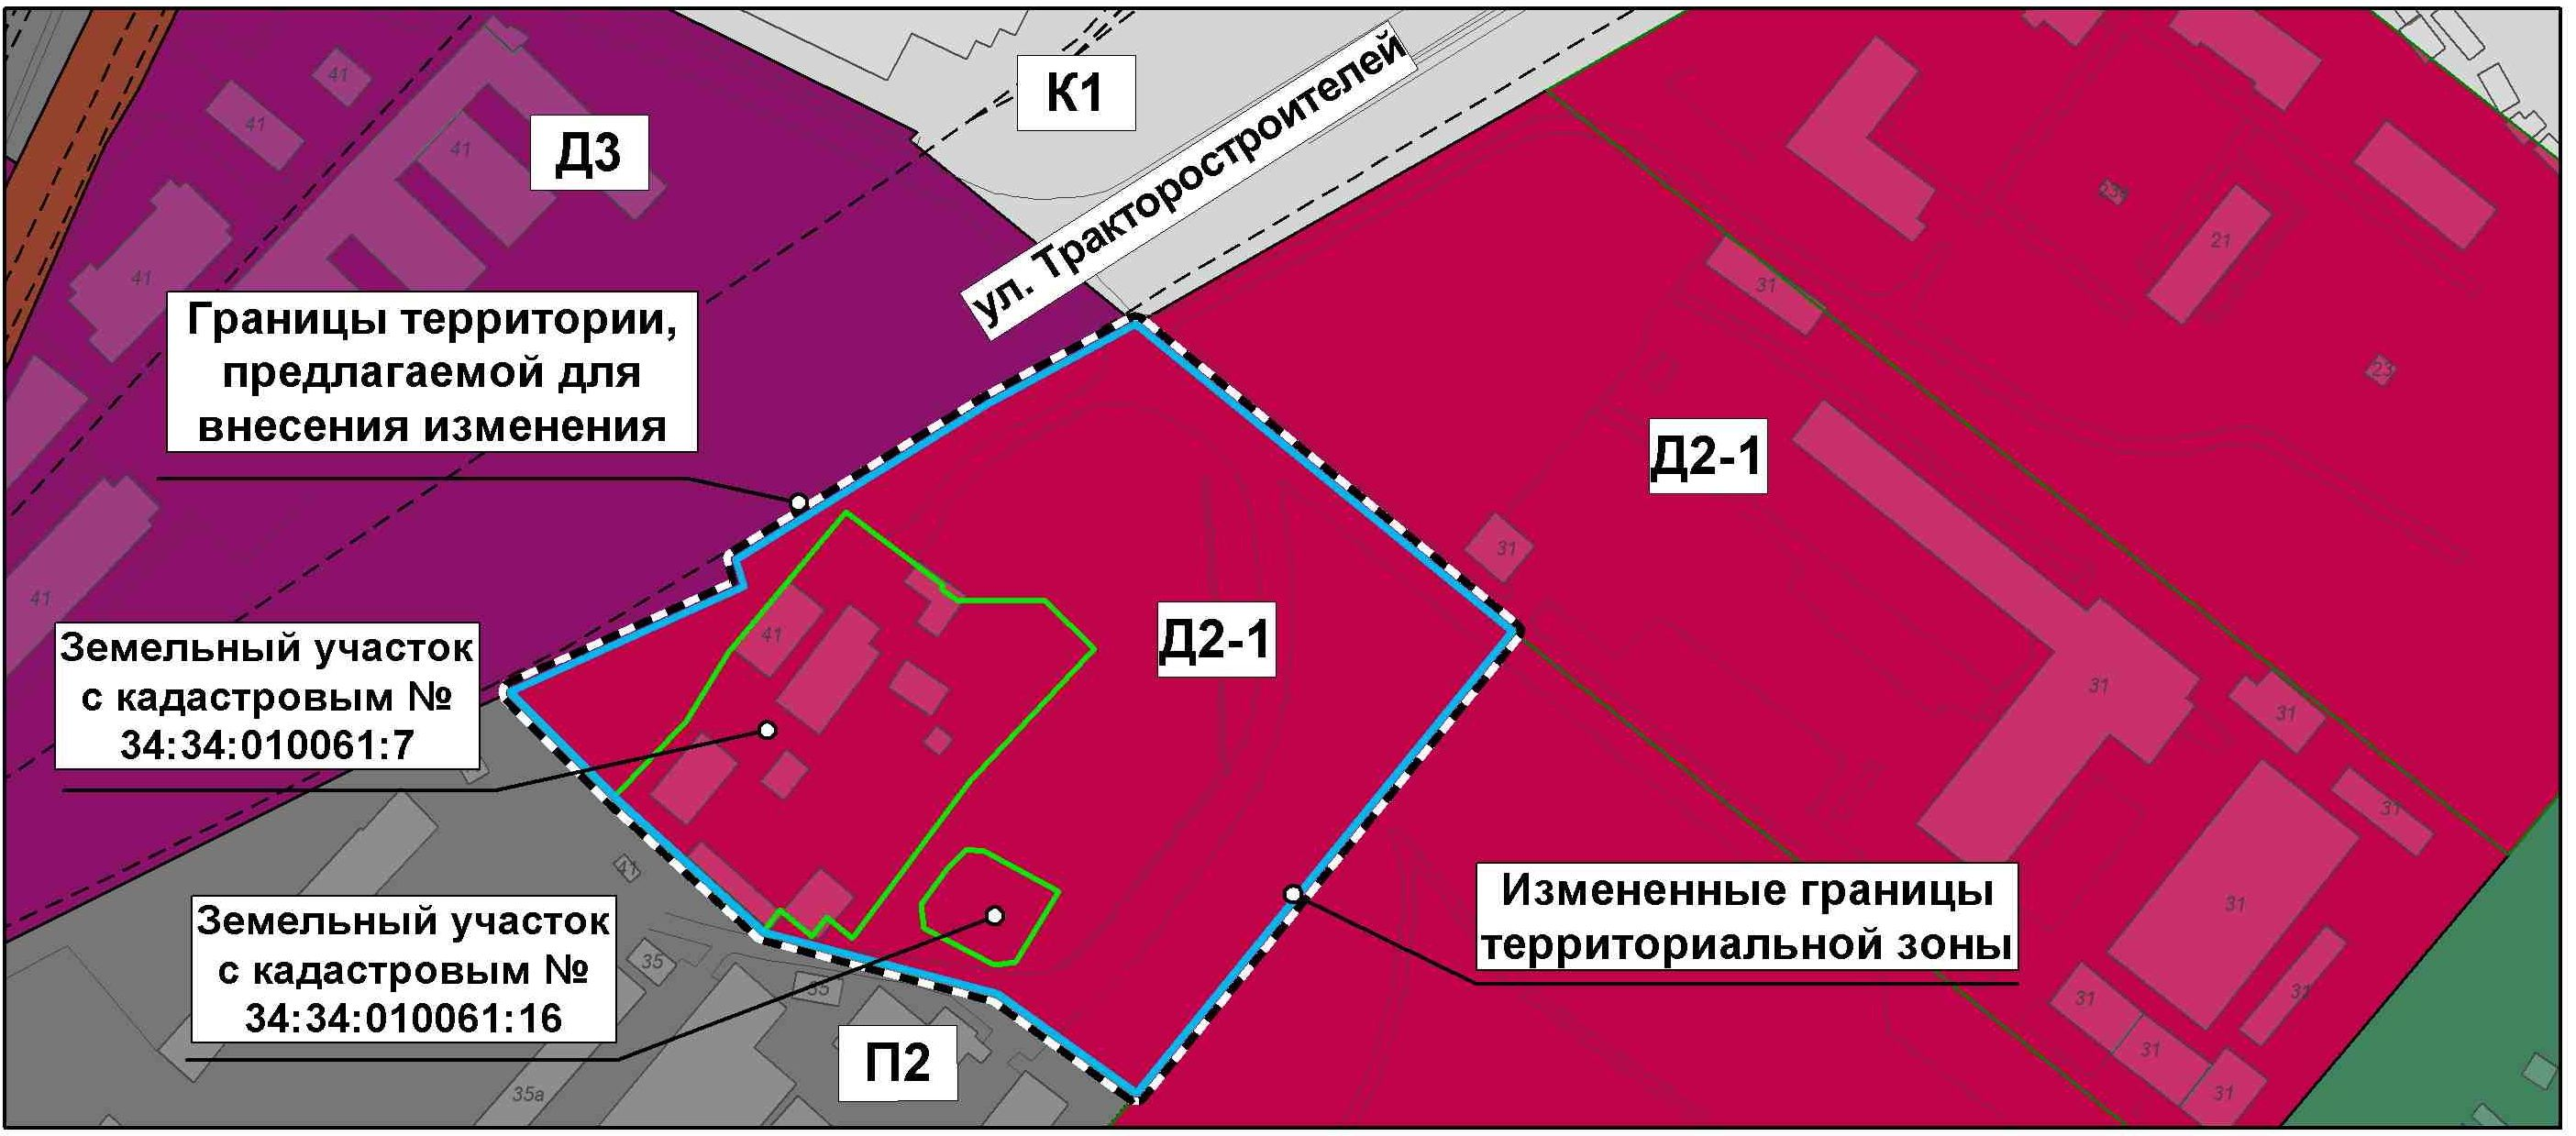 К1
ул. Тракторостроителей
Д3
41
41
41
41
41
Границы территории,
предлагаемой для
внесения изменения
Д2-1
31
21
23
31
31
Земельный участок
с кадастровым №
34:34:010061:7
41
Д2-1
31
31
31
31
Измененные границы
территориальной зоны
31
31
31
31
Земельный участок
с кадастровым №
34:34:010061:16
41
35
35
П2
35а